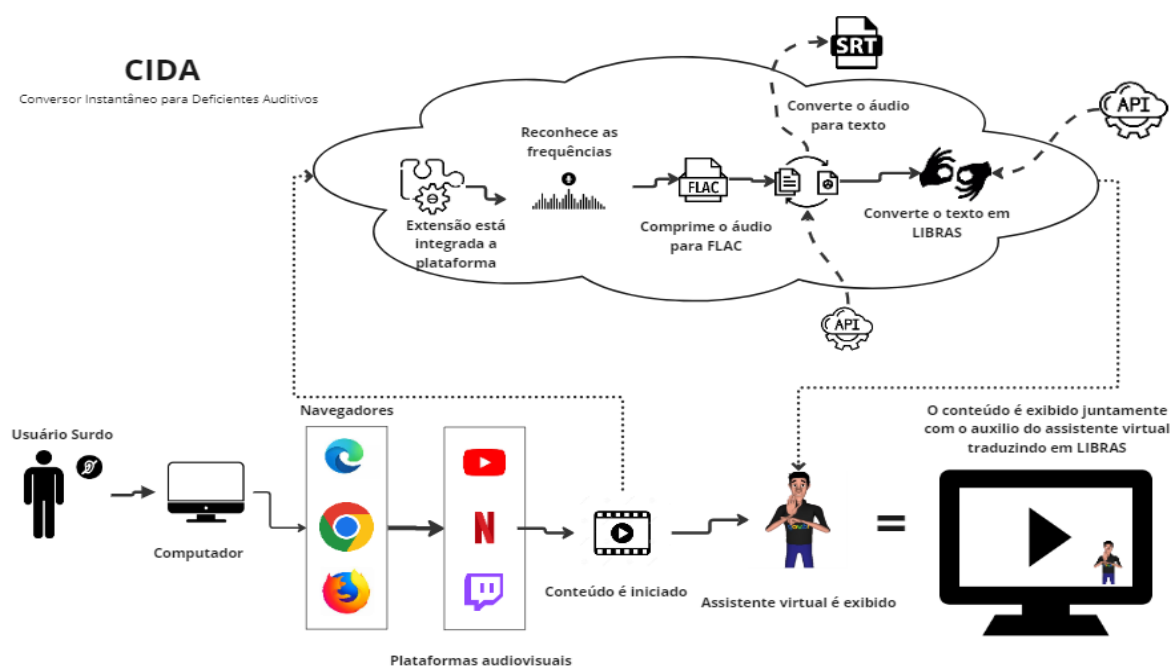 CIDA
Conversor Instantâneo para Deficientes Auditivos
SRT
API
Converte o áudio
para texto
Reconhece as
frequências
FLAC
Extensão está
integrada a
plataforma
Comprime o áudio
para FLAC
Converte o texto em
LIBRAS
API
Navegadores
Usuário Surdo
O conteúdo é exibido juntamente
com o auxilio do assistente virtual
traduzindo em LIBRAS
N
Computador
Conteúdo é iniciado
Assistente virtual é exibido
=
Plataformas audiovisuais